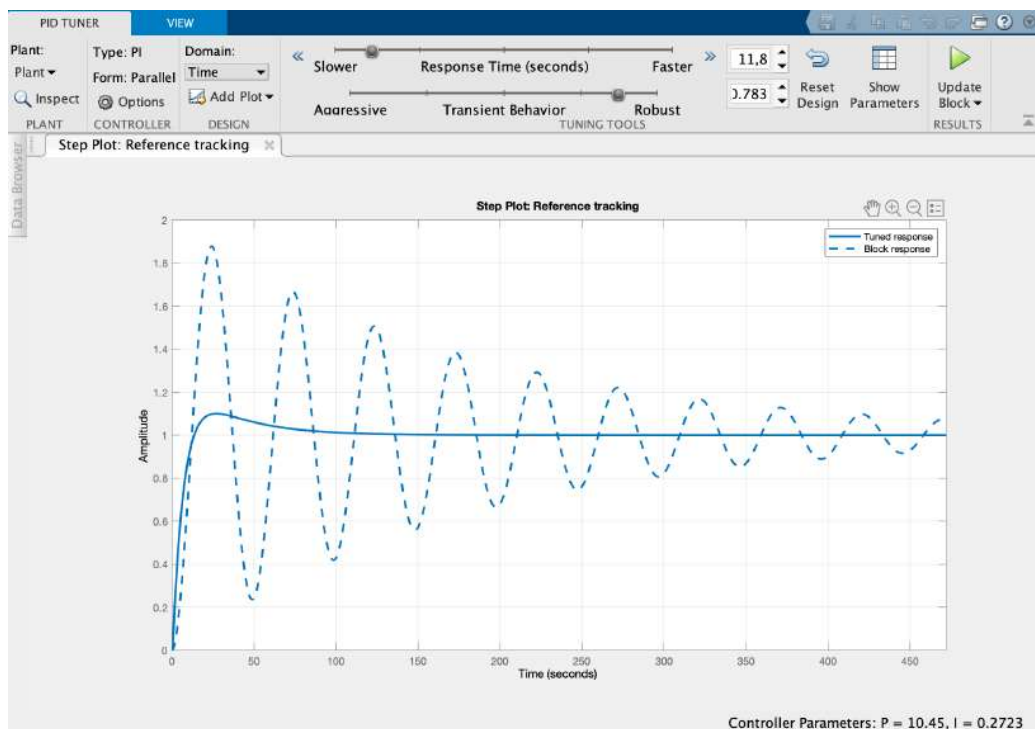 PID TUNER VIEW
Plant: Type: PI Domain:
Plant Form: Parallel Time Slower Response Time (seconds) Faster 11,8
Inspect Options Add Plot Aggressive Transient Behavior Robust 0.783 Reset Design Show Parameters Update Block
PLANT CONTROLLER DESIGN TUNING TOOLS RESULTS
Data Browser
Step Plot: Reference tracking
Step Plot: Reference tracking
Tuned response
Block response
2
1.8
1.6
1.4
1.2
1
0.8
0.6
0.4
0.2
0
Amplitude
0 50 100 150 200 250 300 350 400 450
Time (seconds)
Controller Parameters: P = 10.45, I = 0.2723